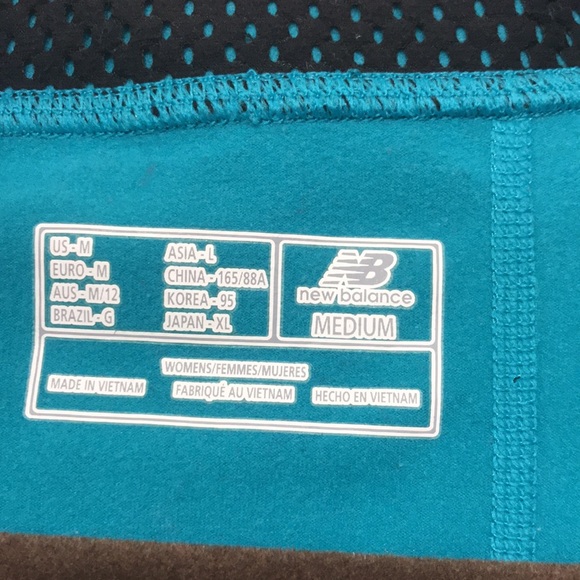 US - M
EURO - M
AUS - M/12
BRAZIL - G
ASIA - L
CHINA - 165/88A
KOREA - 95
JAPAN - XL
NB
new balance
MEDIUM
WOMENS/FEMMES/MUJERES
MADE IN VIETNAM
FABRIQUÉ AU VIETNAM
HECHO EN VIETNAM